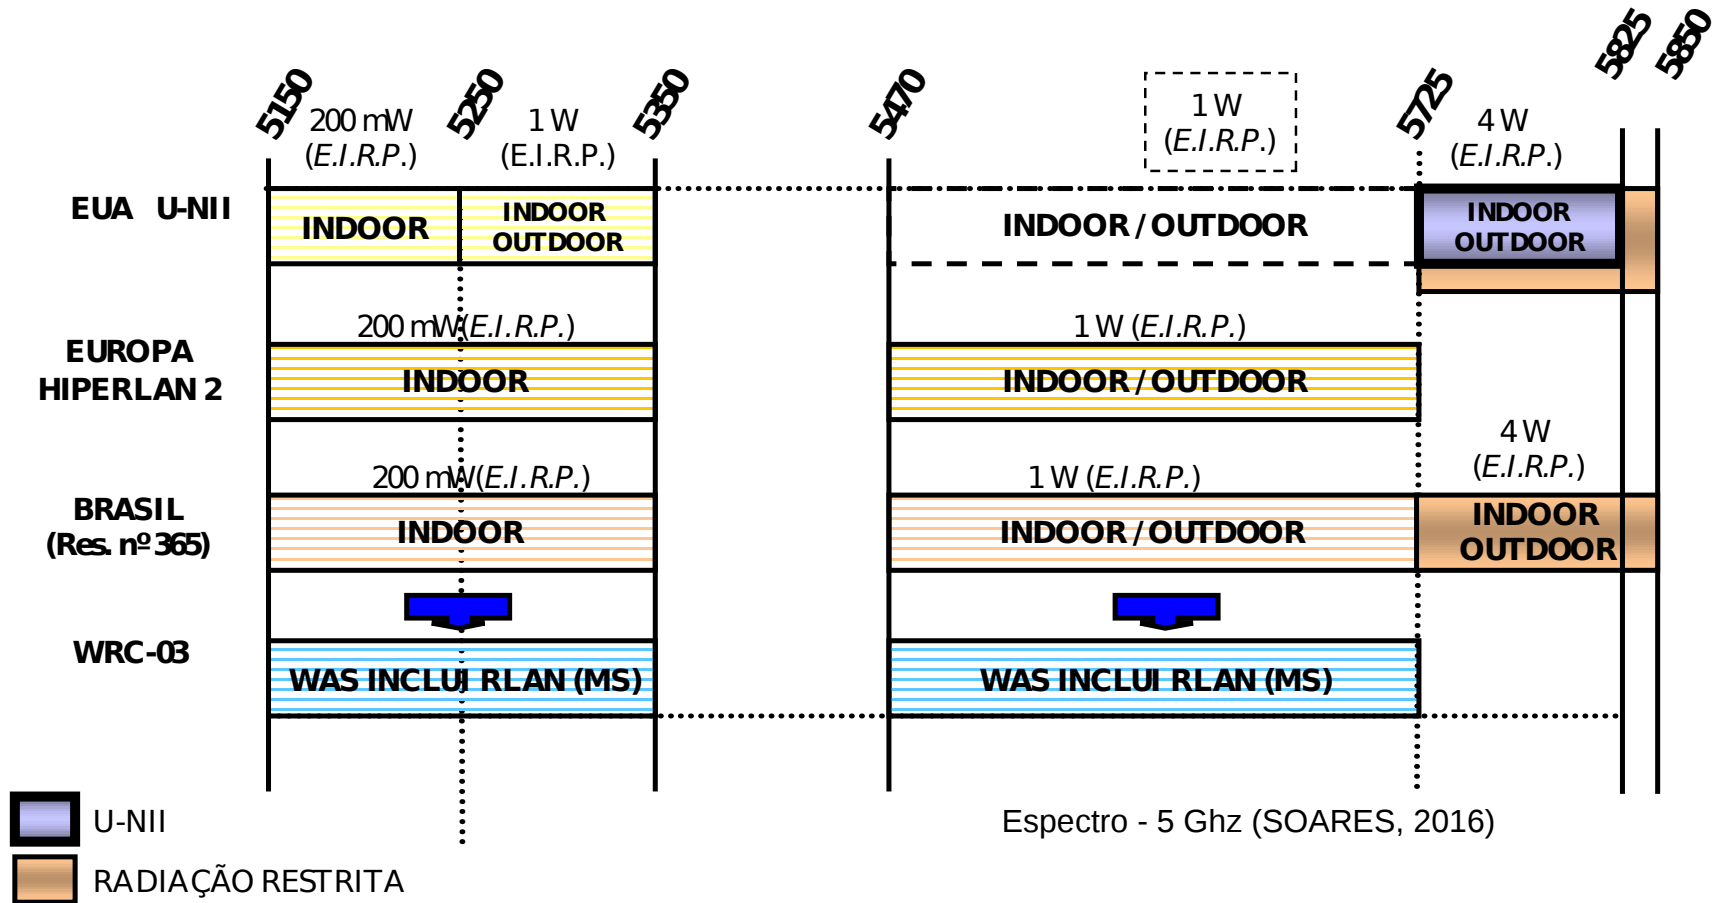 5150
5250
5350
5470
5725
5825
5850
200 mW
(E.I.R.P.)
1 W
(E.I.R.P.)
1 W
(E.I.R.P.)
4 W
(E.I.R.P.)
EUA U-NII
INDOOR
INDOOR
OUTDOOR
INDOOR / OUTDOOR
INDOOR
OUTDOOR
200 mW(E.I.R.P.)
1 W (E.I.R.P.)
EUROPA
HIPERLAN 2
INDOOR
INDOOR / OUTDOOR
4 W
(E.I.R.P.)
200 mW(E.I.R.P.)
1 W (E.I.R.P.)
BRASIL
(Res. nº 365)
INDOOR
INDOOR / OUTDOOR
INDOOR
OUTDOOR
WRC-03
WAS INCLUI RLAN (MS)
WAS INCLUI RLAN (MS)
U-NII
Espectro - 5 Ghz (SOARES, 2016)
RADIAÇÃO RESTRITA